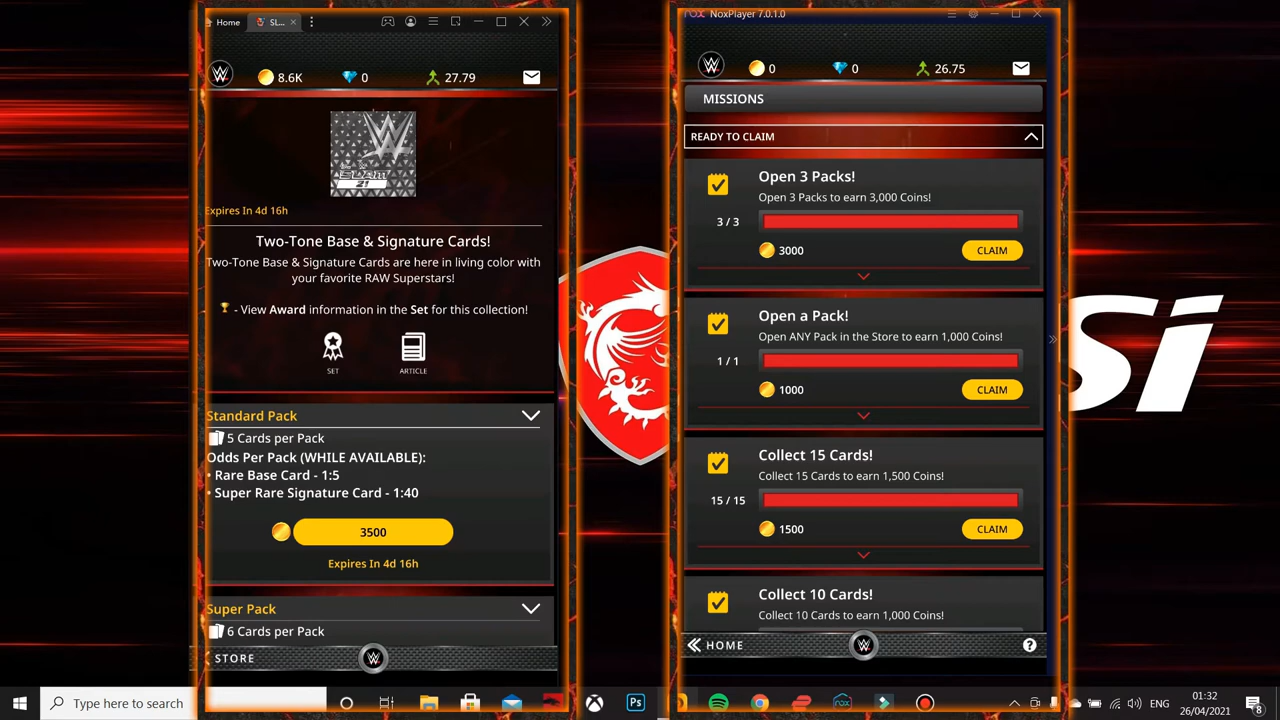 Home
SL...
8.6K
0
27.79
SLAM
21
Expires In 4d 16h
Two-Tone Base & Signature Cards!
Two-Tone Base & Signature Cards are here in living color with
your favorite RAW Superstars!
- View Award information in the Set for this collection!
SET
ARTICLE
Standard Pack
5 Cards per Pack
Odds Per Pack (WHILE AVAILABLE):
• Rare Base Card - 1:5
• Super Rare Signature Card - 1:40
3500
Expires In 4d 16h
Super Pack
6 Cards per Pack
STORE
nox NoxPlayer 7.0.1.0
0
0
26.75
MISSIONS
READY TO CLAIM
Open 3 Packs!
Open 3 Packs to earn 3,000 Coins!
3 / 3
3000
CLAIM
Open a Pack!
Open ANY Pack in the Store to earn 1,000 Coins!
1 / 1
1000
CLAIM
Collect 15 Cards!
Collect 15 Cards to earn 1,500 Coins!
15 / 15
1500
CLAIM
Collect 10 Cards!
Collect 10 Cards to earn 1,000 Coins!
HOME
si
Type here to search
Ps
nox
ENG
01:32
26/04/2021
8